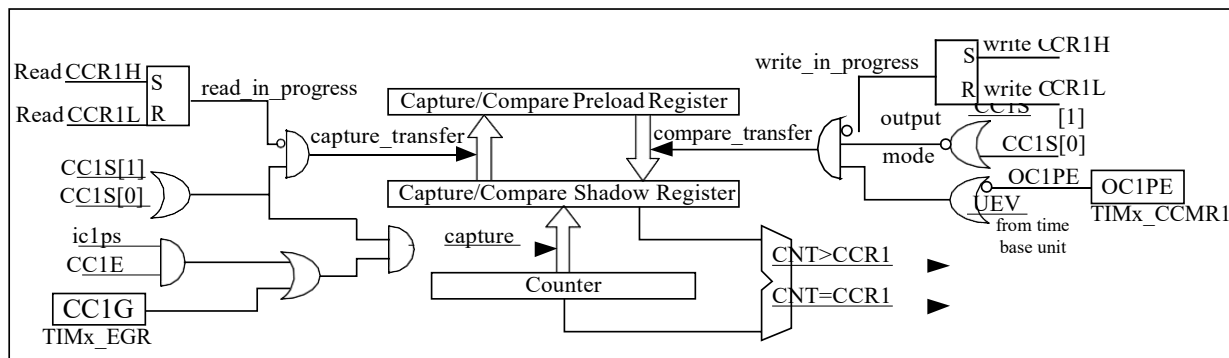 Read CCR1H
S
Read CCR1L
R
read_in_progress
Capture/Compare Preload Register
write_in_progress
S
write CCR1H
R
write CCR1L
capture_transfer
compare_transfer
output
mode
CC1S
[1]
CC1S[0]
CC1S[1]
CC1S[0]
Capture/Compare Shadow Register
OC1PE
OC1PE
UEV
TIMx_CCMR1
from time
base unit
ic1ps
CC1E
capture
CNT>CCR1
Counter
CNT=CCR1
CC1G
TIMx_EGR